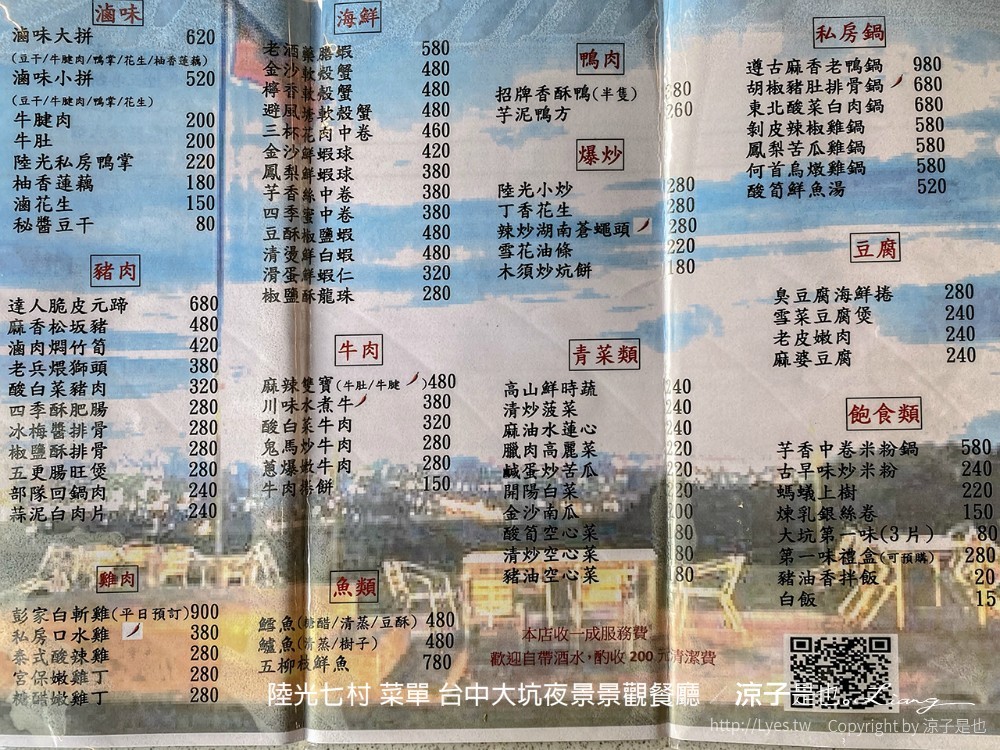 滷味
滷味大拼 620
(豆干/牛腱肉/鴨掌/花生/柚香蓮藕)
滷味小拼 520
(豆干/牛腱肉/鴨掌/花生)
牛腱肉 200
牛肚 200
陸光私房鴨掌 220
柚香蓮藕 180
滷花生 150
秘醬豆干 80
豬肉
達人脆皮元蹄 680
麻香松坂豬 480
滷肉燜竹筍 420
老兵煨獅頭 380
酸白菜豬肉 320
四季酥肥腸 280
冰梅醬排骨 280
椒鹽酥排骨 280
五更腸旺煲 280
部隊回鍋肉 240
蒜泥白肉片 240
雞肉
彭家白斬雞(平日預訂)900
私房口水雞 380
泰式酸辣雞 280
宮保嫩雞丁 280
糖醋嫩雞丁 280
海鮮
老酒藥膳蝦 580
金沙軟殼蟹 480
檸香軟殼蟹 480
避風塘軟殼蟹 480
三杯花肉中卷 460
金沙鮮蝦球 420
鳳梨鮮蝦球 380
芋香絲中卷 380
四季蜜中卷 380
豆酥椒鹽蝦 480
清燙鮮白蝦 480
滑蛋鮮蝦仁 320
椒鹽酥龍珠 280
牛肉
麻辣雙寶(牛肚/牛腱)480
川味水煮牛 380
酸白菜牛肉 320
鬼馬炒牛肉 280
蔥爆嫩牛肉 280
牛肉捲餅 150
魚類
鱈魚(糖醋/清蒸/豆酥) 480
鱸魚(清蒸/樹子) 480
五柳枝鮮魚 780
鴨肉
招牌香酥鴨(半隻) 80
芋泥鴨方 260
爆炒
陸光小炒 280
丁香花生 280
辣炒湖南蒼蠅頭 280
雪花油條 220
木須炒炕餅 180
青菜類
高山鮮時蔬 240
清炒菠菜 240
麻油水蓮心 240
臘肉高麗菜 220
鹹蛋炒苦瓜 220
開陽白菜 20
金沙南瓜 00
酸筍空心菜 80
清炒空心菜 80
豬油空心菜 80
本店收一成服務費
歡迎自帶酒水，酌收 200 元清潔費
私房鍋
遵古麻香老鴨鍋 980
胡椒豬肚排骨鍋 680
東北酸菜白肉鍋 680
剝皮辣椒雞鍋 580
鳳梨苦瓜雞鍋 580
何首烏燉雞鍋 580
酸筍鮮魚湯 520
豆腐
臭豆腐海鮮捲 280
雪菜豆腐煲 240
老皮嫩肉 240
麻婆豆腐 240
飽食類
芋香中卷米粉鍋 580
古早味炒米粉 240
螞蟻上樹 220
煉乳銀絲卷 150
大坑第一味(3片) 80
第一味禮盒(可預購) 280
豬油香拌飯 20
白飯 15
陸光七村 菜單 台中大坑夜景景觀餐廳 / 涼子是也
http://Lyes.tw Copyright by 涼子是也